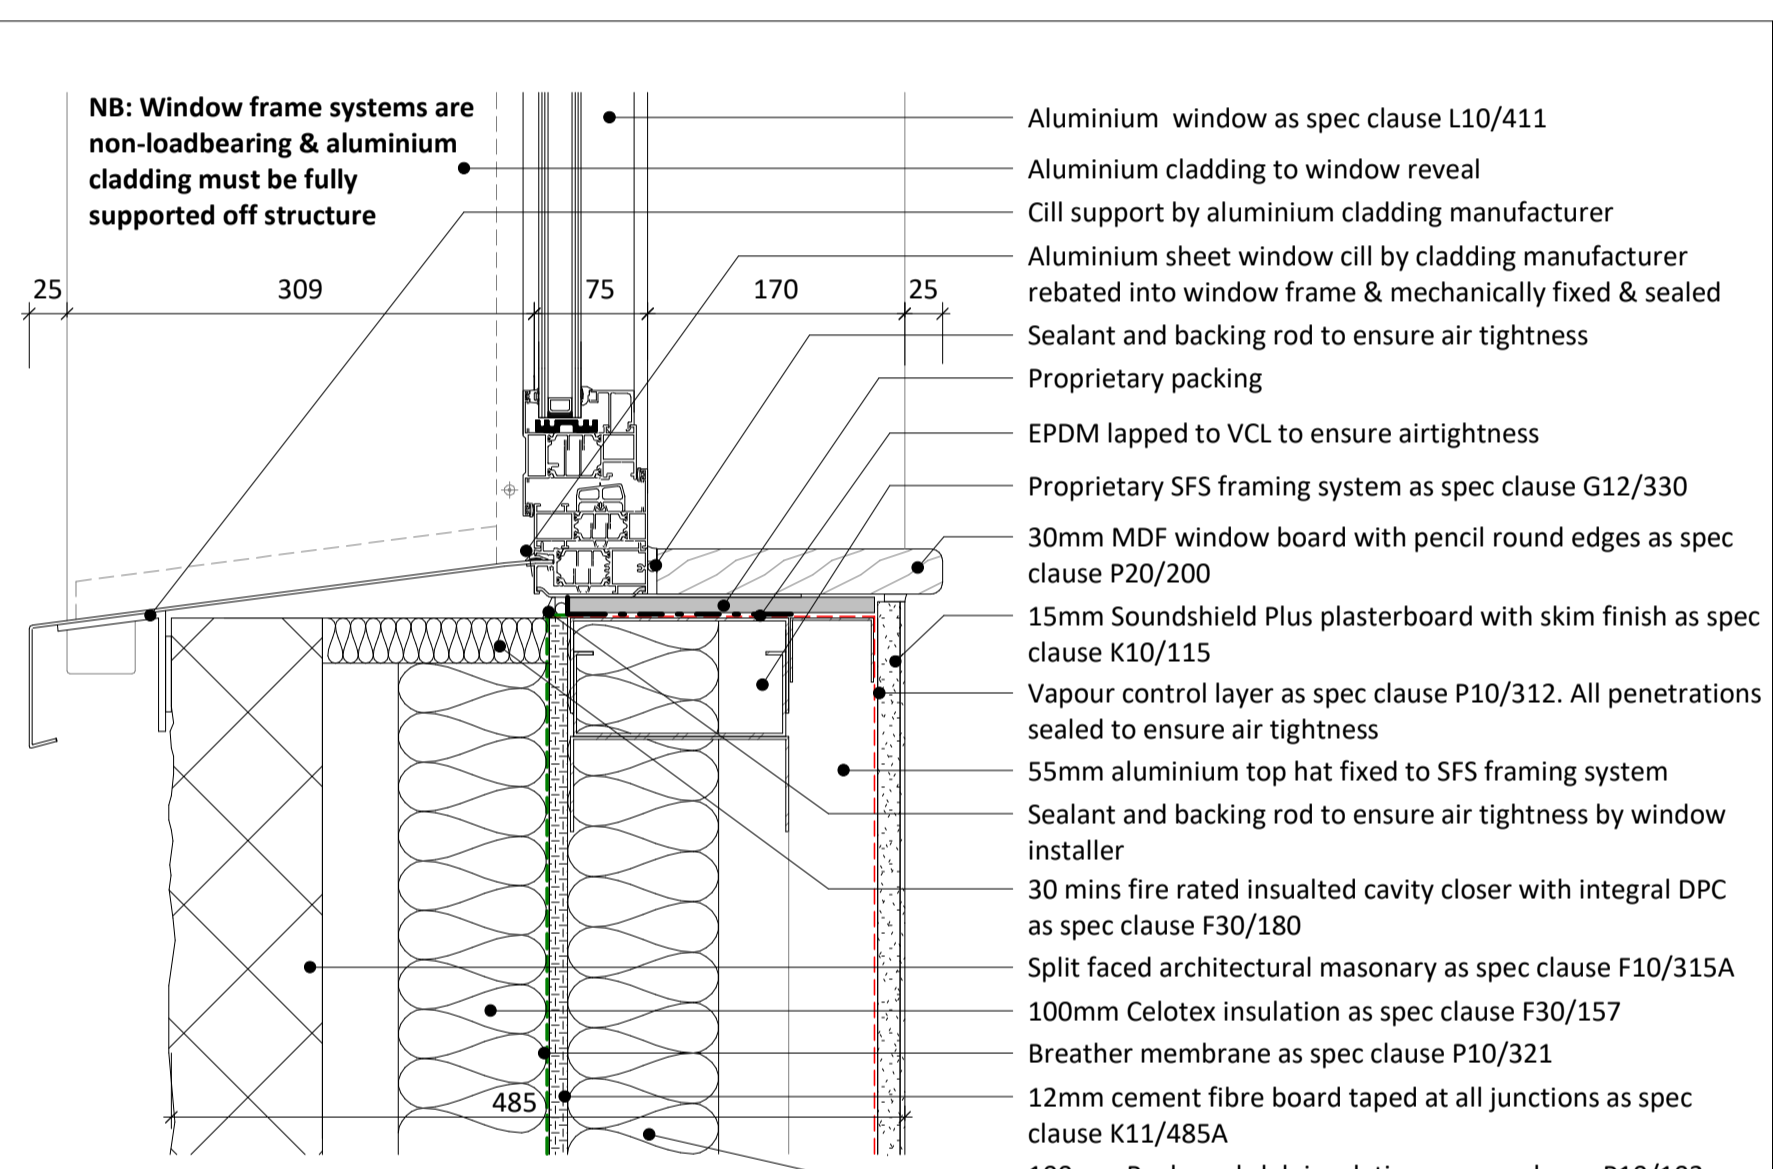 NB: Window frame systems are
non-loadbearing & aluminium
cladding must be fully
supported off structure
25
309
75
170
25
Aluminium  window as spec clause L10/411
Aluminium cladding to window reveal
Cill support by aluminium cladding manufacturer
Aluminium sheet window cill by cladding manufacturer
rebated into window frame & mechanically fixed & sealed
Sealant and backing rod to ensure air tightness
Proprietary packing
EPDM lapped to VCL to ensure airtightness
Proprietary SFS framing system as spec clause G12/330
30mm MDF window board with pencil round edges as spec
clause P20/200
15mm Soundshield Plus plasterboard with skim finish as spec
clause K10/115
Vapour control layer as spec clause P10/312. All penetrations
sealed to ensure air tightness
55mm aluminium top hat fixed to SFS framing system
Sealant and backing rod to ensure air tightness by window
installer
30 mins fire rated insualted cavity closer with integral DPC
as spec clause F30/180
Split faced architectural masonary as spec clause F10/315A
100mm Celotex insulation as spec clause F30/157
Breather membrane as spec clause P10/321
12mm cement fibre board taped at all junctions as spec
clause K11/485A
485